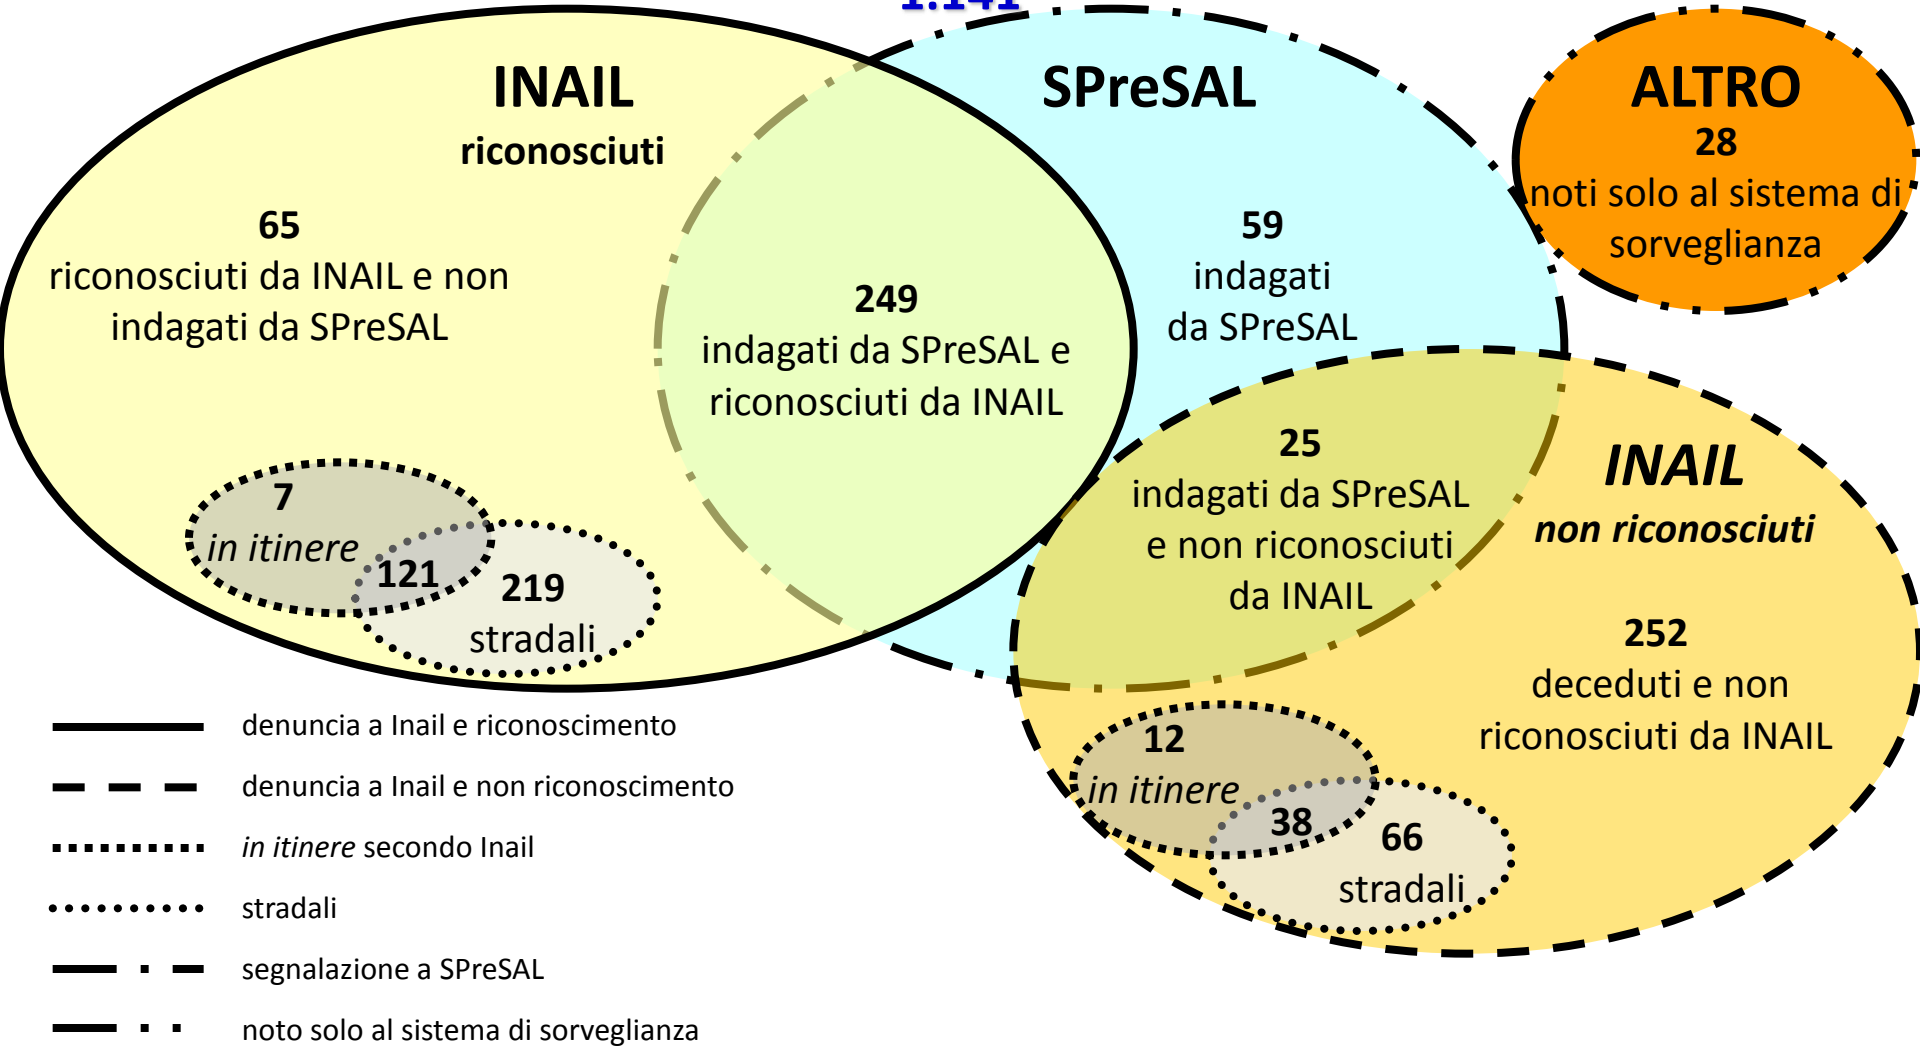 1.141
INAIL
riconosciuti
SPreSAL
ALTRO
28
noti solo al sistema di
sorveglianza
65
riconosciuti da INAIL e non
indagati da SPreSAL
249
indagati da SPreSAL e
riconosciuti da INAIL
59
indagati
da SPreSAL
25
indagati da SPreSAL
e non riconosciuti
da INAIL
INAIL
non riconosciuti
252
deceduti e non
riconosciuti da INAIL
7
in itinere
121
219
stradali
12
in itinere
38
66
stradali
denuncia a Inail e riconoscimento
denuncia a Inail e non riconoscimento
in itinere secondo Inail
stradali
segnalazione a SPreSAL
noto solo al sistema di sorveglianza